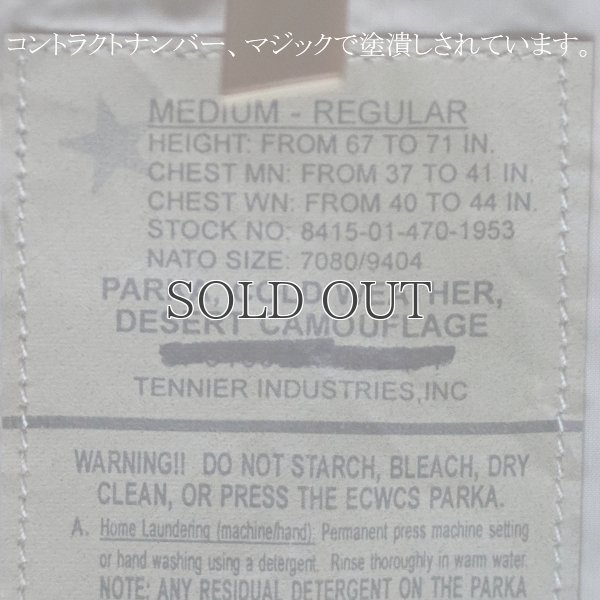 コントラクトナンバー、マジックで塗潰しされています。
MEDIUM - REGULAR
HEIGHT: FROM 67 TO 71 IN.
CHEST MN: FROM 37 TO 41 IN.
CHEST WN: FROM 40 TO 44 IN.
STOCK NO: 8415-01-470-1953
NATO SIZE: 7080/9404
PARKA, COLD WEATHER,
SOLD OUT
DESERT CAMOUFLAGE
TENNIER INDUSTRIES,INC
WARNING!! DO NOT STARCH, BLEACH, DRY
CLEAN, OR PRESS THE ECWCS PARKA.
A. Home Laundering (machine/hand): Permanent press machine setting
or hand washing using a detergent. Rinse thoroughly in warm water.
NOTE: ANY RESIDUAL DETERGENT ON THE PARKA